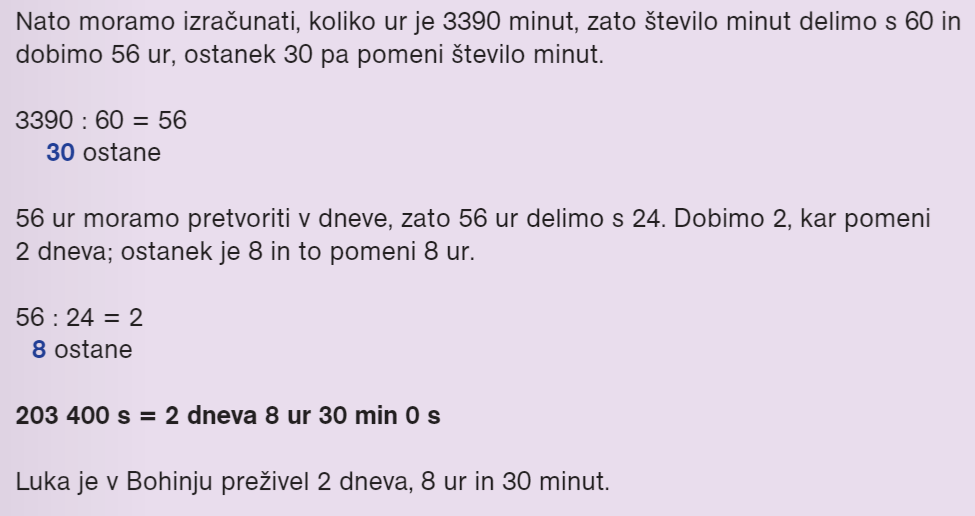 Nato moramo izračunati, koliko ur je 3390 minut, zato število minut delimo s 60 in
dobimo 56 ur, ostanek 30 pa pomeni število minut.
3390 : 60 = 56
30 ostane
56 ur moramo pretvoriti v dneve, zato 56 ur delimo s 24. Dobimo 2, kar pomeni
2 dneva; ostanek je 8 in to pomeni 8 ur.
56 : 24 = 2
8 ostane
203 400 s = 2 dneva 8 ur 30 min 0 s
Luka je v Bohinju preživel 2 dneva, 8 ur in 30 minut.